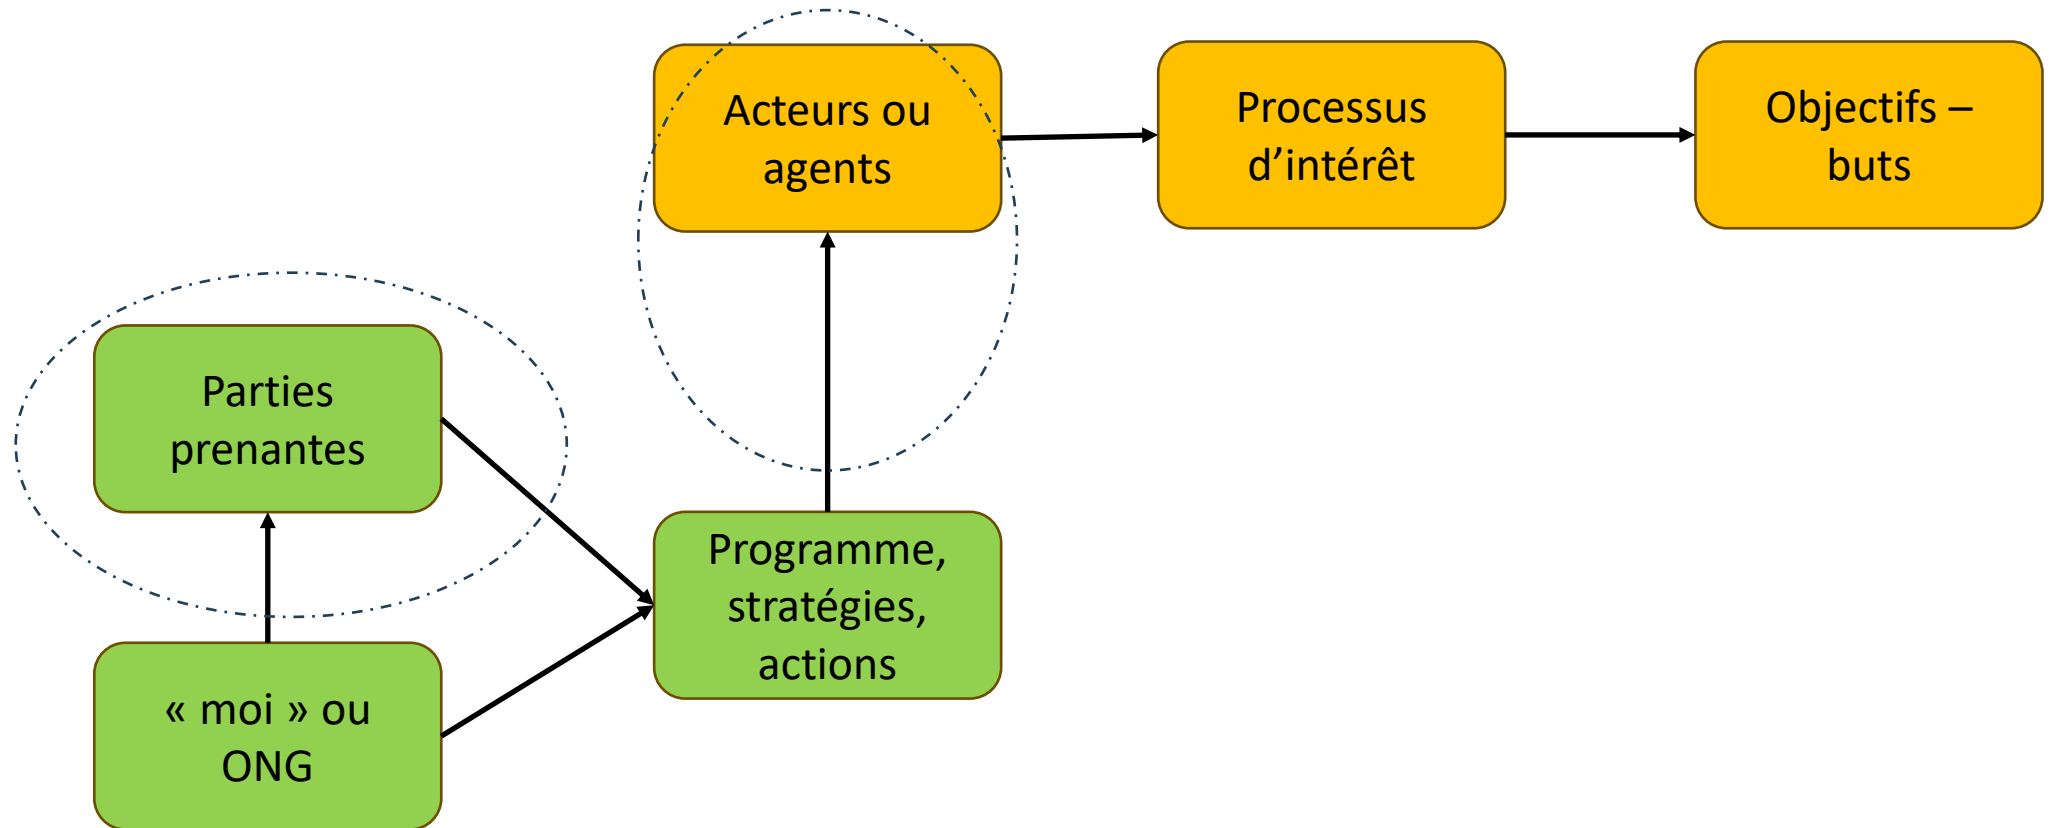 Acteurs ou
agents
Processus
d’intérêt
Objectifs –
buts
Parties
prenantes
Programme,
stratégies,
actions
« moi » ou
ONG